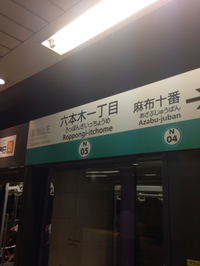 六本木一丁目
ろっぽんぎいっちょうめ
Roppongi-itchome
N
05
麻布十番
あざぶじゅうばん
Azabu-juban
N
04